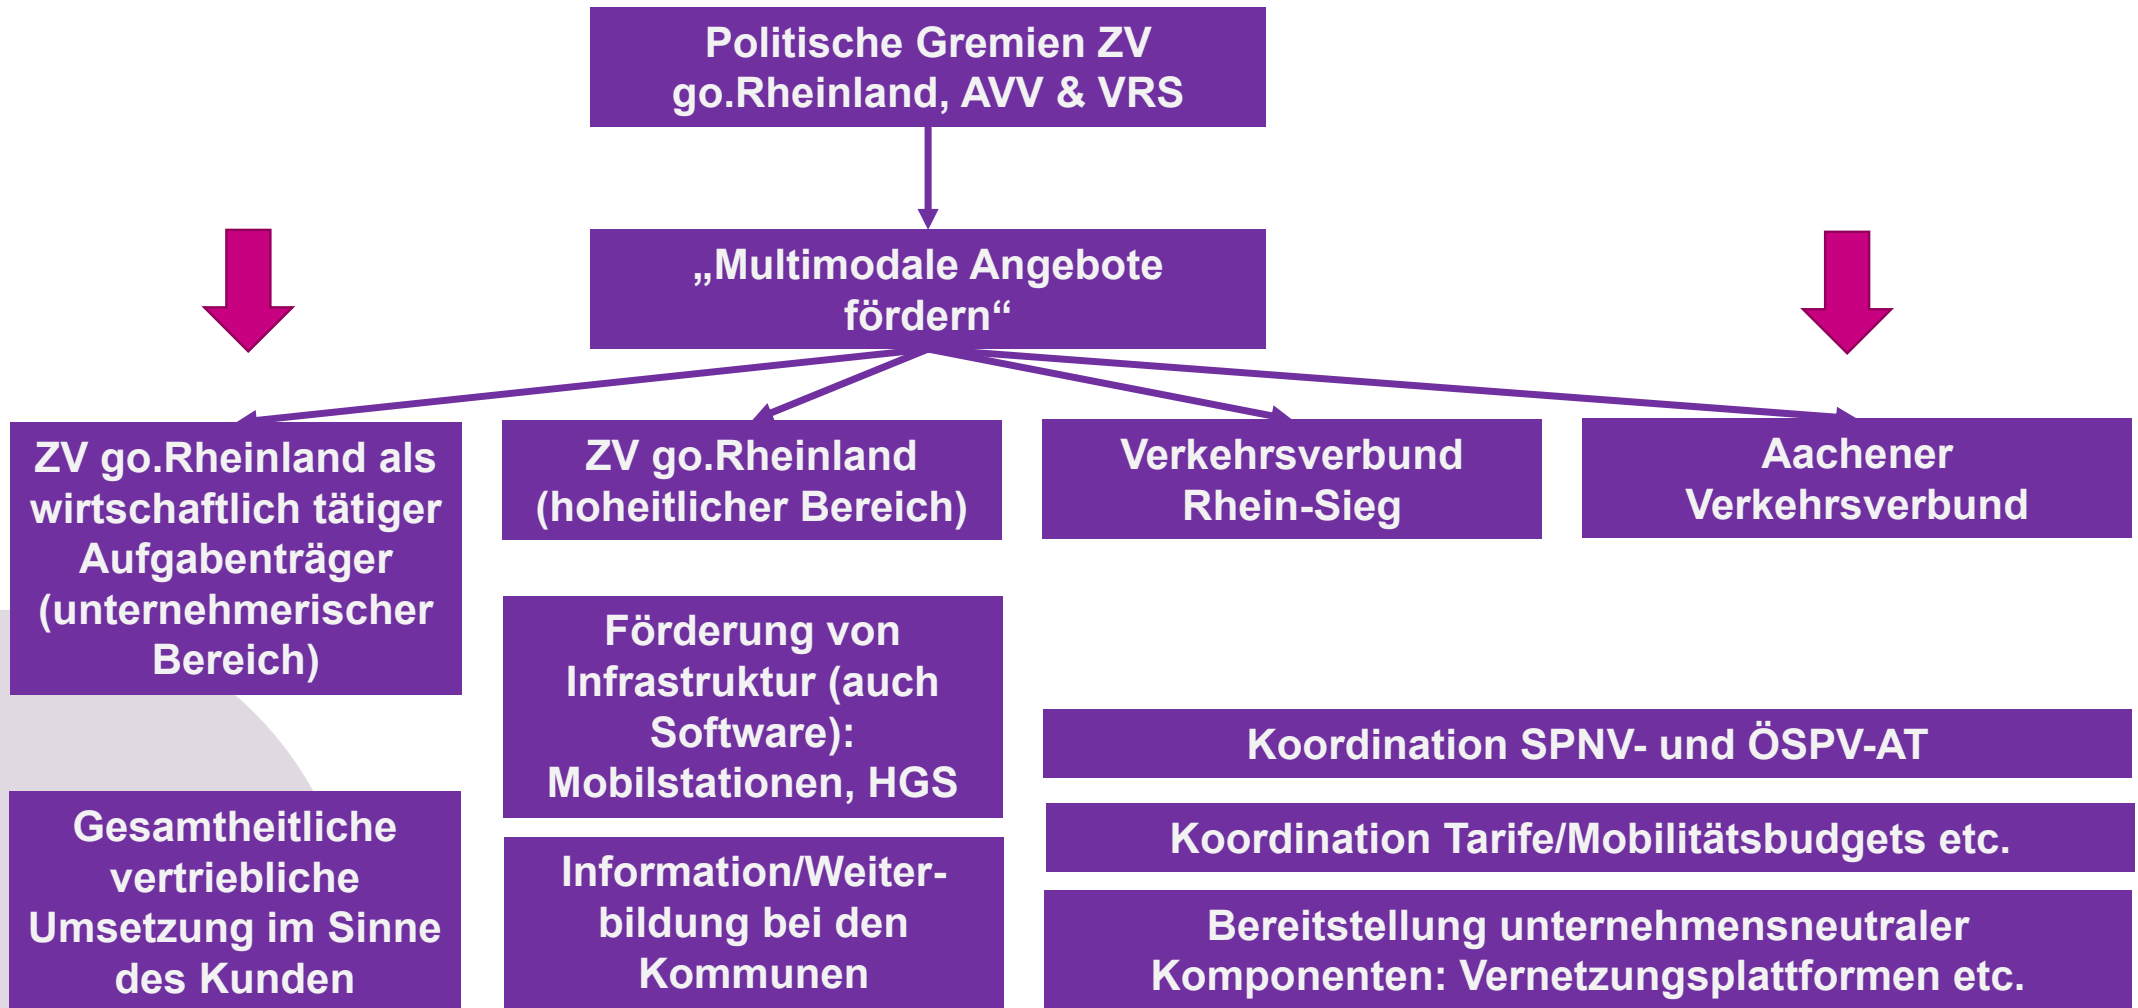 Politische Gremien ZV
go.Rheinland, AVV & VRS
„Multimodale Angebote
fördern“
ZV go.Rheinland als
wirtschaftlich tätiger
Aufgabenträger
(unternehmerischer
Bereich)
ZV go.Rheinland
(hoheitlicher Bereich)
Verkehrsverbund
Rhein-Sieg
Aachener
Verkehrsverbund
Gesamtheitliche
vertriebliche
Umsetzung im Sinne
des Kunden
Förderung von
Infrastruktur (auch
Software):
Mobilstationen, HGS
Information/Weiter-
bildung bei den
Kommunen
Koordination SPNV- und ÖSPV-AT
Koordination Tarife/Mobilitätsbudgets etc.
Bereitstellung unternehmensneutraler
Komponenten: Vernetzungsplattformen etc.